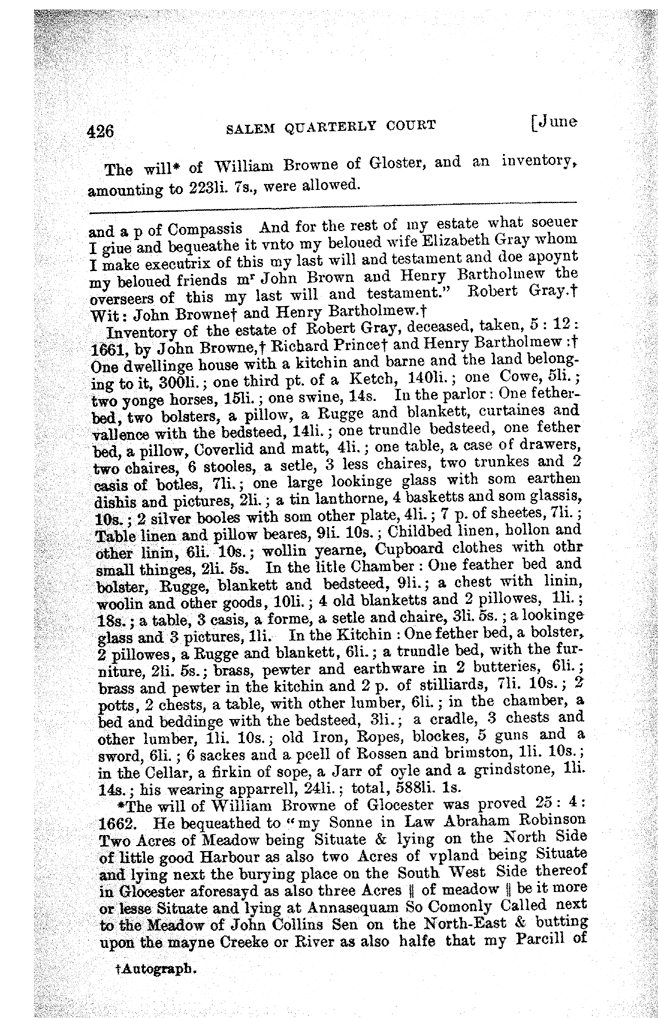 426 SALEM QUARTERLY COURT [June
The will* of William Browne of Gloster, and an inventory,
amounting to 223li. 7s., were allowed.
and a p of Compassis And for the rest of my estate what soeuer
I giue and bequeathe it vnto my beloued wife Elizabeth Gray whom
I make executrix of this my last will and testament and doe apoynt
my beloued friends mʳ John Brown and Henry Bartholmew the
overseers of this my last will and testament." Robert Gray.†
Wit: John Browne† and Henry Bartholmew.†
Inventory of the estate of Robert Gray, deceased, taken, 5 : 12 :
1661, by John Browne,† Richard Prince† and Henry Bartholmew :†
One dwellinge house with a kitchin and barne and the land belong-
ing to it, 300li. ; one third pt. of a Ketch, 140li. ; one Cowe, 5li. ;
two yonge horses, 15li. ; one swine, 14s. In the parlor : One fether-
bed, two bolsters, a pillow, a Rugge and blankett, curtaines and
vallence with the bedsteed, 14li. ; one trundle bedsteed, one fether
bed, a pillow, Coverlid and matt, 4li. ; one table, a case of drawers,
two chaires, 6 stooles, a setle, 3 less chaires, two trunkes and 2
casis of botles, 7li. ; one large lookinge glass with som earthen
dishis and pictures, 2li. ; a tin lanthorne, 4 basketts and som glassis,
10s. ; 2 silver booles with som other plate, 4li. ; 7 p. of sheetes, 7li. ;
Table linen and pillow beares, 9li. 10s. ; Childbed linen, hollon and
other linin, 6li. 10s. ; wollin yearne, Cupboard clothes with othr
small thinges, 2li. 5s. In the litle Chamber : One feather bed and
bolster, Rugge, blankett and bedsteed, 9li. ; a chest with linin,
woolin and other goods, 10li. ; 4 old blanketts and 2 pillowes, 1li. ;
18s. ; a table, 3 casis, a forme, a setle and chaire, 3li. 5s. ; a lookinge
glass and 3 pictures, 1li. In the Kitchin : One fether bed, a bolster,
2 pillowes, a Rugge and blankett, 6li. ; a trundle bed, with the fur-
niture, 2li. 5s. ; brass, pewter and earthware in 2 butteries, 6li. ;
brass and pewter in the kitchin and 2 p. of stilliards, 7li. 10s. ; 2
potts, 2 chests, a table, with other lumber, 6li. ; in the chamber, a
bed and beddinge with the bedsteed, 3li. ; a cradle, 3 chests and
other lumber, 1li. 10s. ; old Iron, Ropes, blockes, 5 guns and a
sword, 6li. ; 6 sackes and a pcell of Rossen and brimston, 1li. 10s. ;
in the Cellar, a firkin of sope, a Jarr of oyle and a grindstone, 1li.
14s. ; his wearing apparrell, 24li. ; total, 588li. 1s.
*The will of William Browne of Glocester was proved 25 : 4 :
1662. He bequeathed to "my Sonne in Law Abraham Robinson
Two Acres of Meadow being Situate & lying on the North Side
of little good Harbour as also two Acres of vpland being Situate
and lying next the burying place on the South West Side thereof
in Glocester aforesayd as also three Acres || of meadow || be it more
or lesse Situate and lying at Annasequam So Comonly Called next
to the Meadow of John Collins Sen on the North-East & butting
upon the mayne Creeke or River as also halfe that my Parcill of
†Autograph.